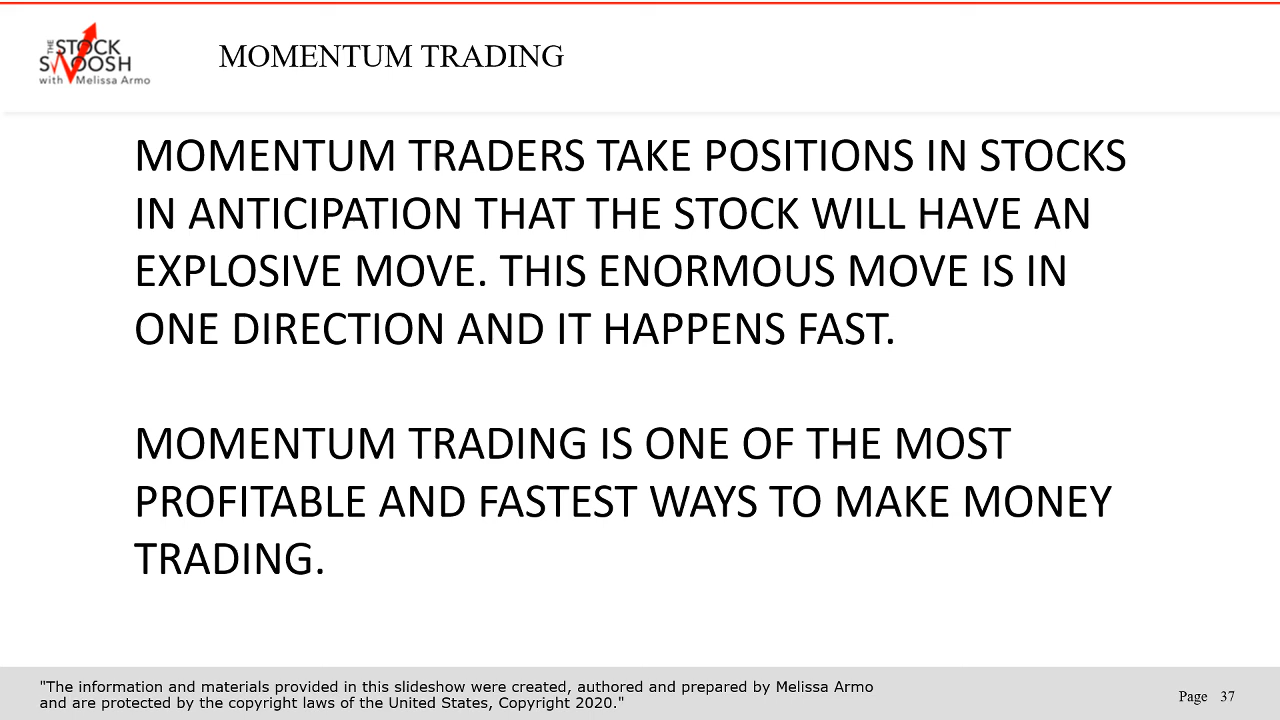 THE STOCK
SWOOSH
with Melissa Armo
MOMENTUM TRADING
MOMENTUM TRADERS TAKE POSITIONS IN STOCKS
IN ANTICIPATION THAT THE STOCK WILL HAVE AN
EXPLOSIVE MOVE. THIS ENORMOUS MOVE IS IN
ONE DIRECTION AND IT HAPPENS FAST.
MOMENTUM TRADING IS ONE OF THE MOST
PROFITABLE AND FASTEST WAYS TO MAKE MONEY
TRADING.
"The information and materials provided in this slideshow were created, authored and prepared by Melissa Armo
and are protected by the copyright laws of the United States, Copyright 2020."
Page 37